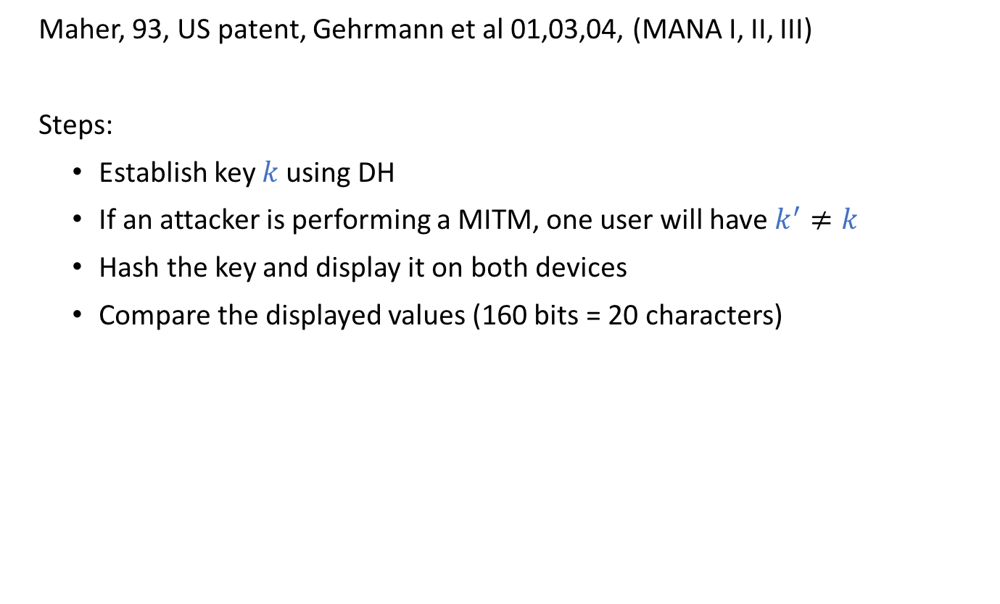 Maher, 93, US patent, Gehrmann et al 01,03,04, (MANA I, II, III)
Steps:
• Establish key k using DH
• If an attacker is performing a MITM, one user will have k′ ≠ k
• Hash the key and display it on both devices
• Compare the displayed values (160 bits = 20 characters)